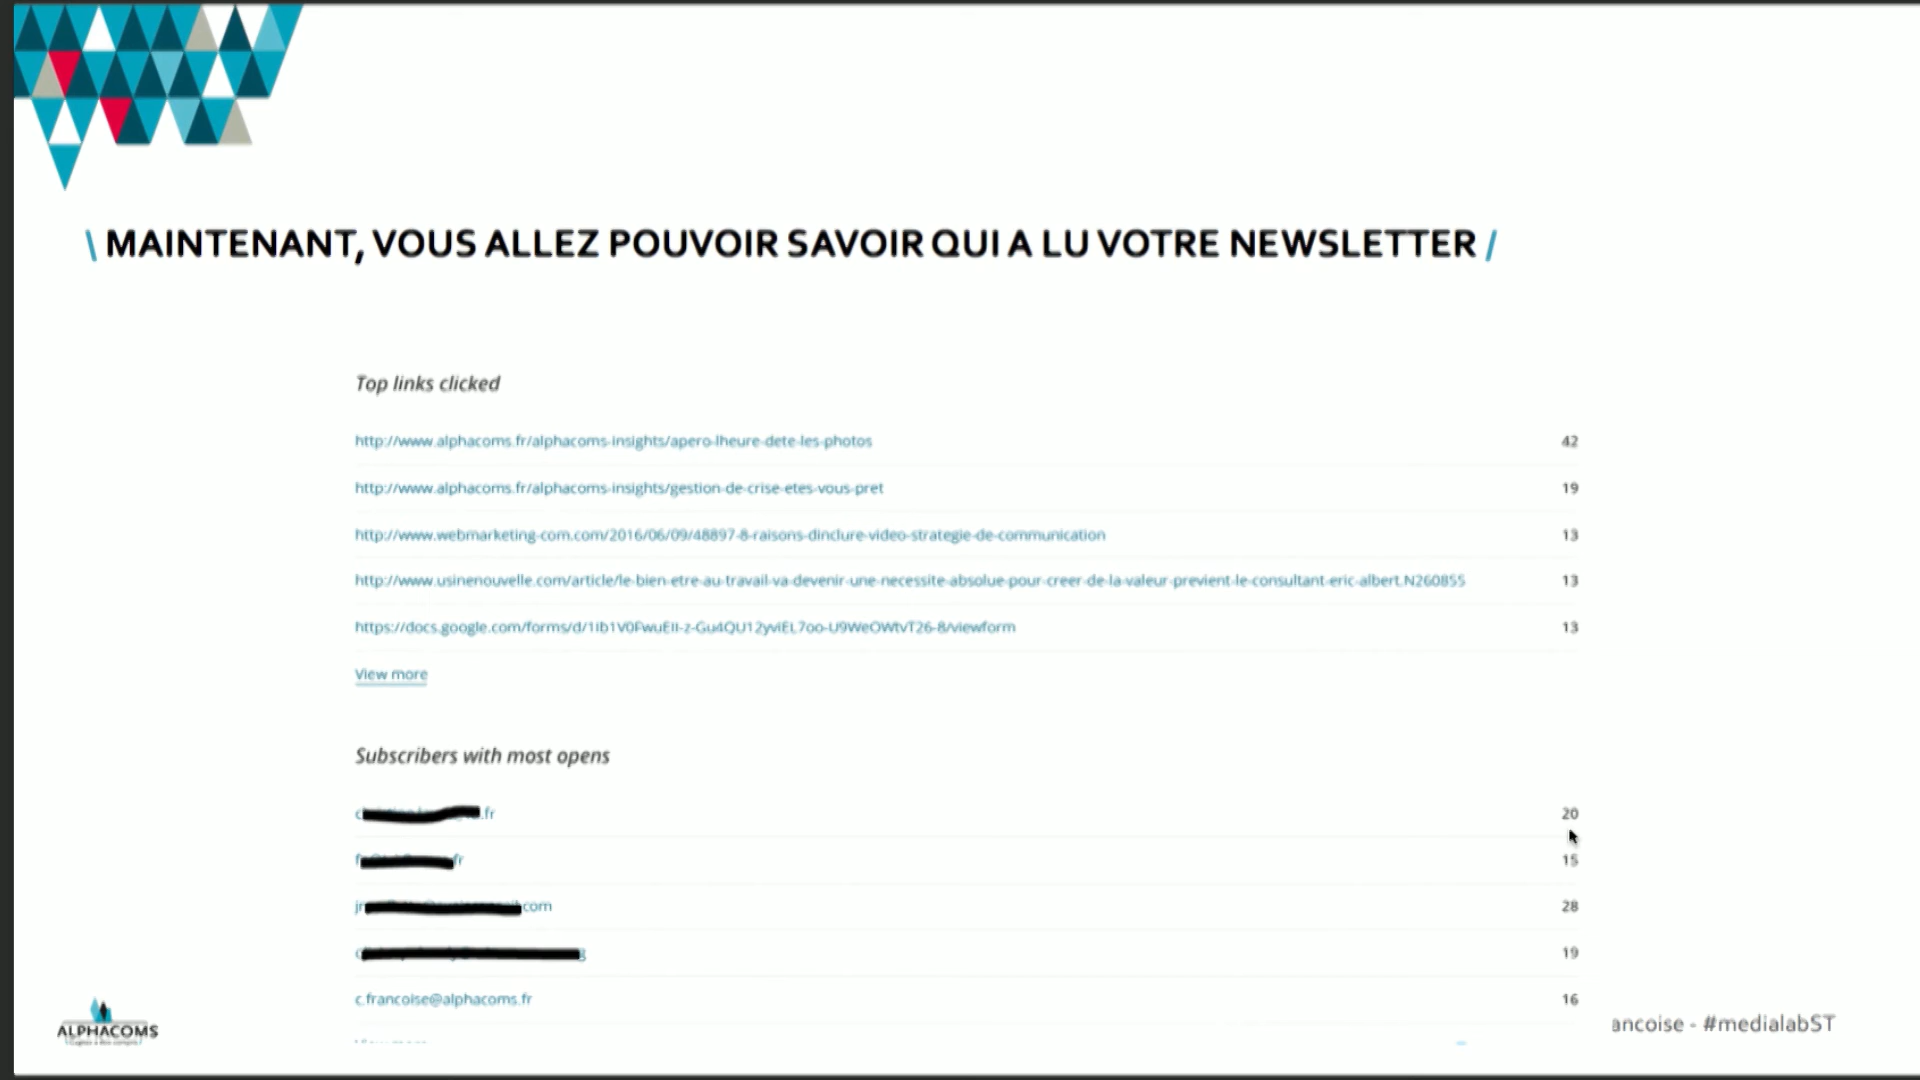 \ MAINTENANT, VOUS ALLEZ POUVOIR SAVOIR QUI A LU VOTRE NEWSLETTER /
Top links clicked
http://www.alphacoms.fr/alphacoms-insights/apero-lheure-dete-les-photos 42
http://www.alphacoms.fr/alphacoms-insights/gestion-de-crise-etes-vous-pret 19
http://www.webmarketing-com.com/2016/06/09/48897-8-raisons-dinclure-video-strategie-de-communication 13
http://www.usinenouvelle.com/article/le-bien-etre-au-travail-va-devenir-une-necessite-absolue-pour-creer-de-la-valeur-previent-le-consultant-eric-albert.N260855 13
13
View more
Subscribers with most opens
.fr 20
fr 15
com 28
19
c.francoise@alphacoms.fr 16
ancoise - #medialabST
ALPHACOMS